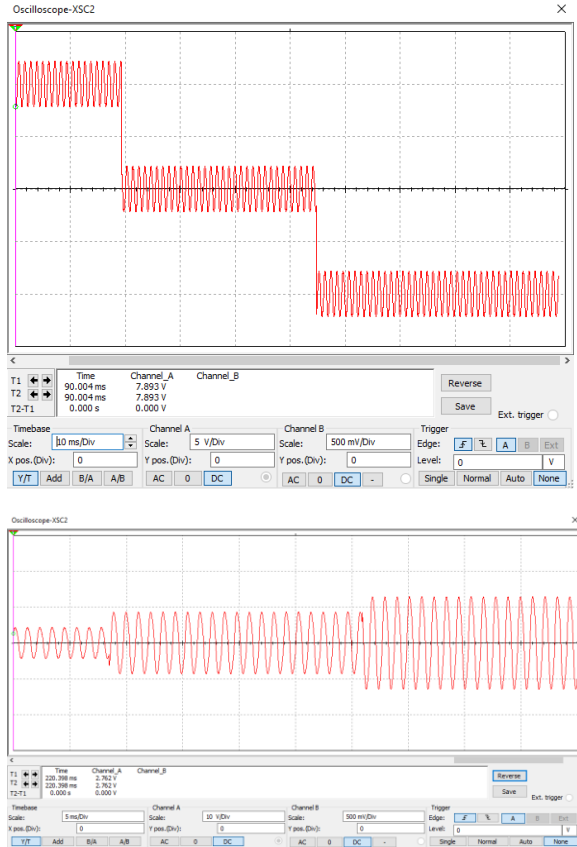 Oscilloscope-XSC2
Time Channel_A Channel_B
T1 90.004 ms 7.893 V
T2 90.004 ms 7.893 V
T2-T1 0.000 s 0.000 V
Reverse
Save
Ext. trigger
Timebase Channel A Channel B Trigger
Scale: 10 ms/Div Scale: 5 V/Div Scale: 500 mV/Div Edge: A B Ext
X pos.(Div): 0 Y pos.(Div): 0 Y pos.(Div): 0 Level: 0 V
Y/T Add B/A A/B AC 0 DC AC 0 DC - Single Normal Auto None
Oscilloscope-XSC2
Time Channel_A Channel_B
T1 220.398 ms 2.762 V
T2 220.398 ms 2.762 V
T2-T1 0.000 s 0.000 V
Reverse
Save
Ext. trigger
Timebase Channel A Channel B Trigger
Scale: 5 ms/Div Scale: 10 V/Div Scale: 500 mV/Div Edge: A B Ext
X pos.(Div): 0 Y pos.(Div): 0 Y pos.(Div): 0 Level: 0 V
Y/T Add B/A A/B AC 0 DC AC 0 DC - Single Normal Auto None